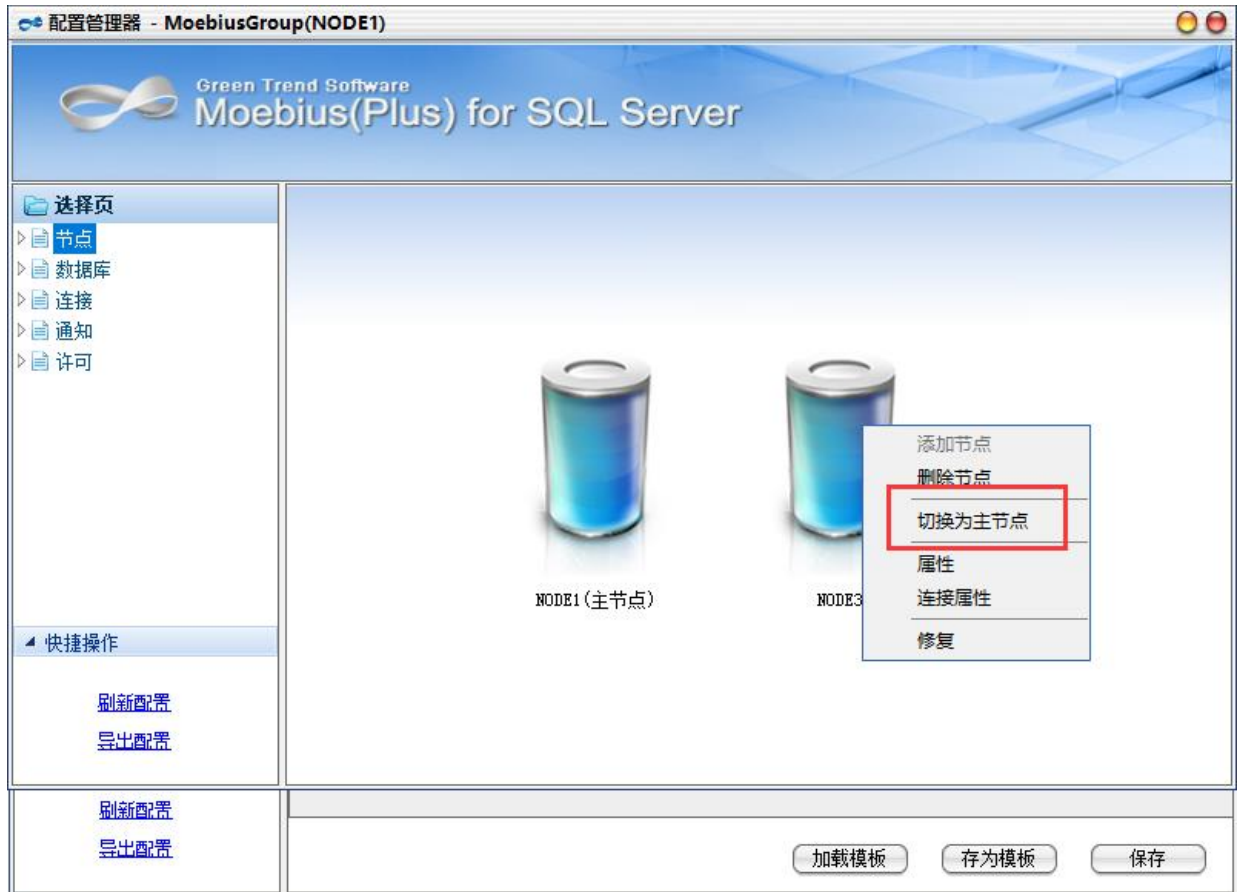 配置管理器 - MoebiusGroup(NODE1)
Green Trend Software
Moebius(Plus) for SQL Server
选择页
节点
数据库
连接
通知
许可
添加节点
删除节点
切换为主节点
属性
连接属性
修复
NODE1(主节点)
NODE3
快捷操作
刷新配置
导出配置
刷新配置
导出配置
加载模板
存为模板
保存